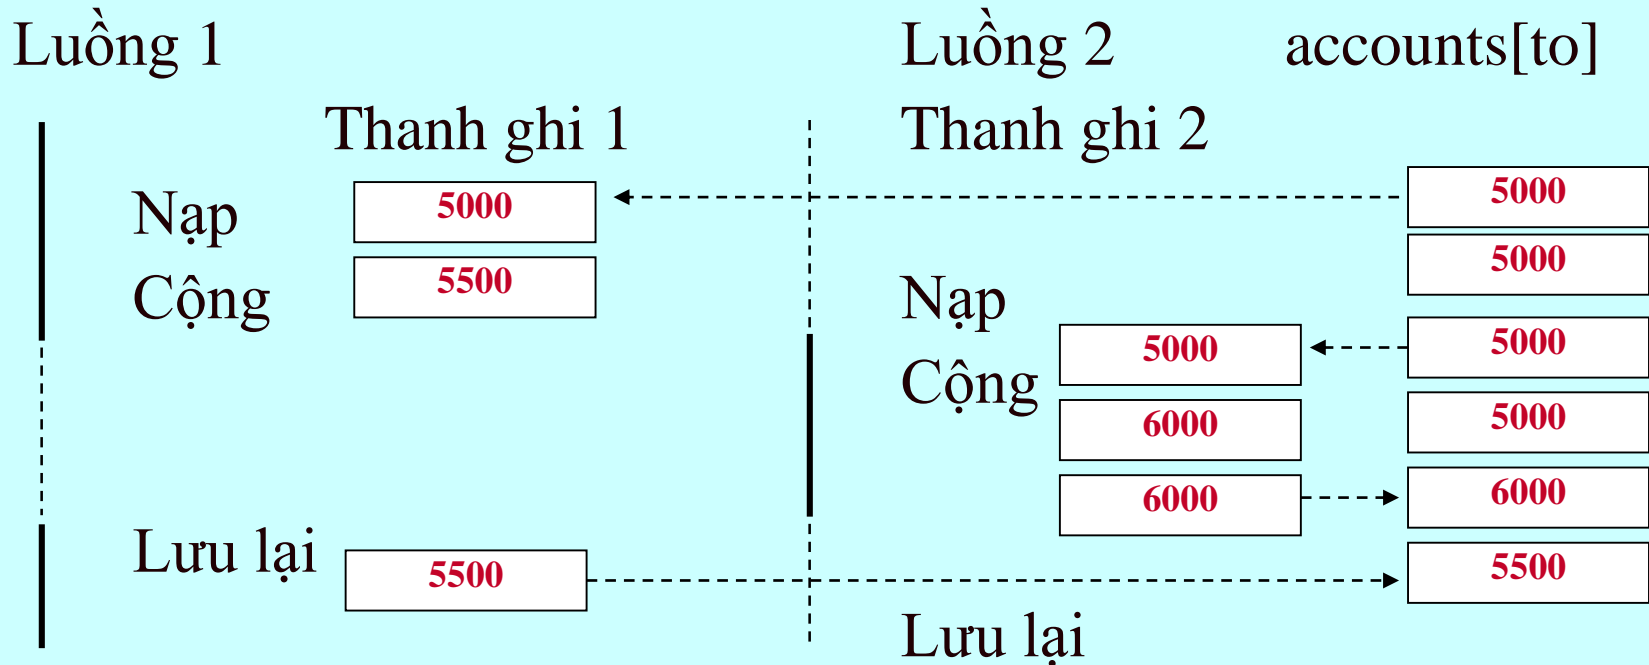 Luồng 1 Luồng 2 accounts[to]
Thanh ghi 1 Thanh ghi 2
Nạp 5000 5000
Cộng 5500 Nạp 5000
Cộng 5000 5000
6000 5000
6000 6000
Lưu lại 5500 5500
Lưu lại